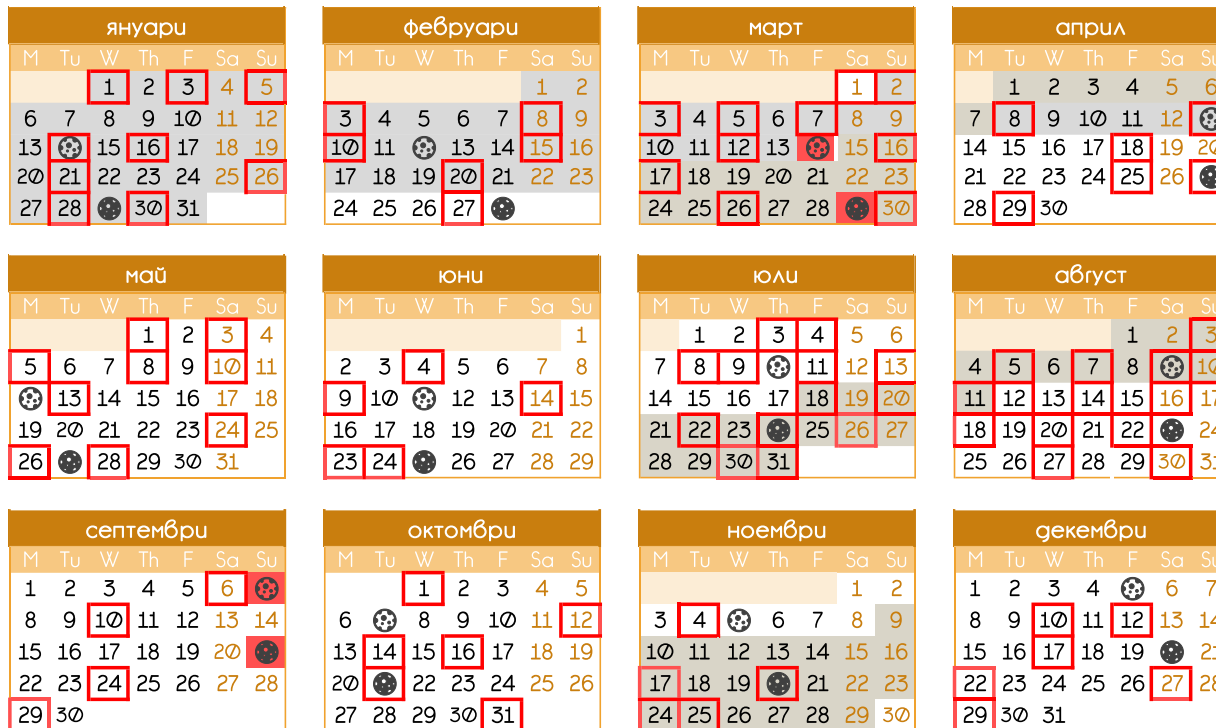 януари
M Tu W Th F Sa Su
1 2 3 4 5
6 7 8 9 10 11 12
13 15 16 17 18 19
20 21 22 23 24 25 26
27 28 30 31
февруари
M Tu W Th F Sa Su
1 2
3 4 5 6 7 8 9
10 11 13 14 15 16
17 18 19 20 21 22 23
24 25 26 27
март
M Tu W Th F Sa Su
1 2
3 4 5 6 7 8 9
10 11 12 13 15 16
17 18 19 20 21 22 23
24 25 26 27 28 30
април
M Tu W Th F Sa Su
1 2 3 4 5 6
7 8 9 10 11 12
14 15 16 17 18 19 20
21 22 23 24 25 26
28 29 30
май
M Tu W Th F Sa Su
1 2 3 4
5 6 7 8 9 10 11
13 14 15 16 17 18
19 20 21 22 23 24 25
26 28 29 30 31
юни
M Tu W Th F Sa Su
1
2 3 4 5 6 7 8
9 10 12 13 14 15
16 17 18 19 20 21 22
23 24 26 27 28 29
юли
M Tu W Th F Sa Su
1 2 3 4 5 6
7 8 9 11 12 13
14 15 16 17 18 19 20
21 22 23 25 26 27
28 29 30 31
август
M Tu W Th F Sa Su
1 2 3
4 5 6 7 8 10
11 12 13 14 15 16 17
18 19 20 21 22 24
25 26 27 28 29 30 31
септември
M Tu W Th F Sa Su
1 2 3 4 5 6
8 9 10 11 12 13 14
15 16 17 18 19 20
22 23 24 25 26 27 28
29 30
октомври
M Tu W Th F Sa Su
1 2 3 4 5
6 8 9 10 11 12
13 14 15 16 17 18 19
20 22 23 24 25 26
27 28 29 30 31
ноември
M Tu W Th F Sa Su
1 2
3 4 6 7 8 9
10 11 12 13 14 15 16
17 18 19 21 22 23
24 25 26 27 28 29 30
декември
M Tu W Th F Sa Su
1 2 3 4 6 7
8 9 10 11 12 13 14
15 16 17 18 19 21
22 23 24 25 26 27 28
29 30 31